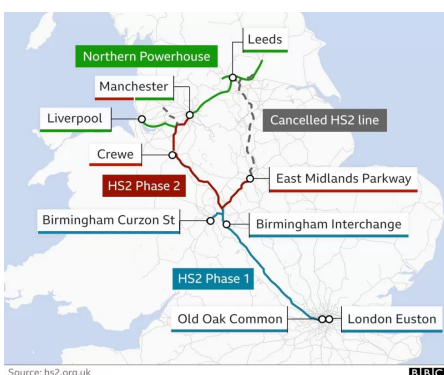 Leeds
Northern Powerhouse
Manchester
Liverpool
Cancelled HS2 line
Crewe
East Midlands Parkway
HS2 Phase 2
Birmingham Curzon St
Birmingham Interchange
HS2 Phase 1
Old Oak Common
London Euston
Source: hs2.org.uk
BBC